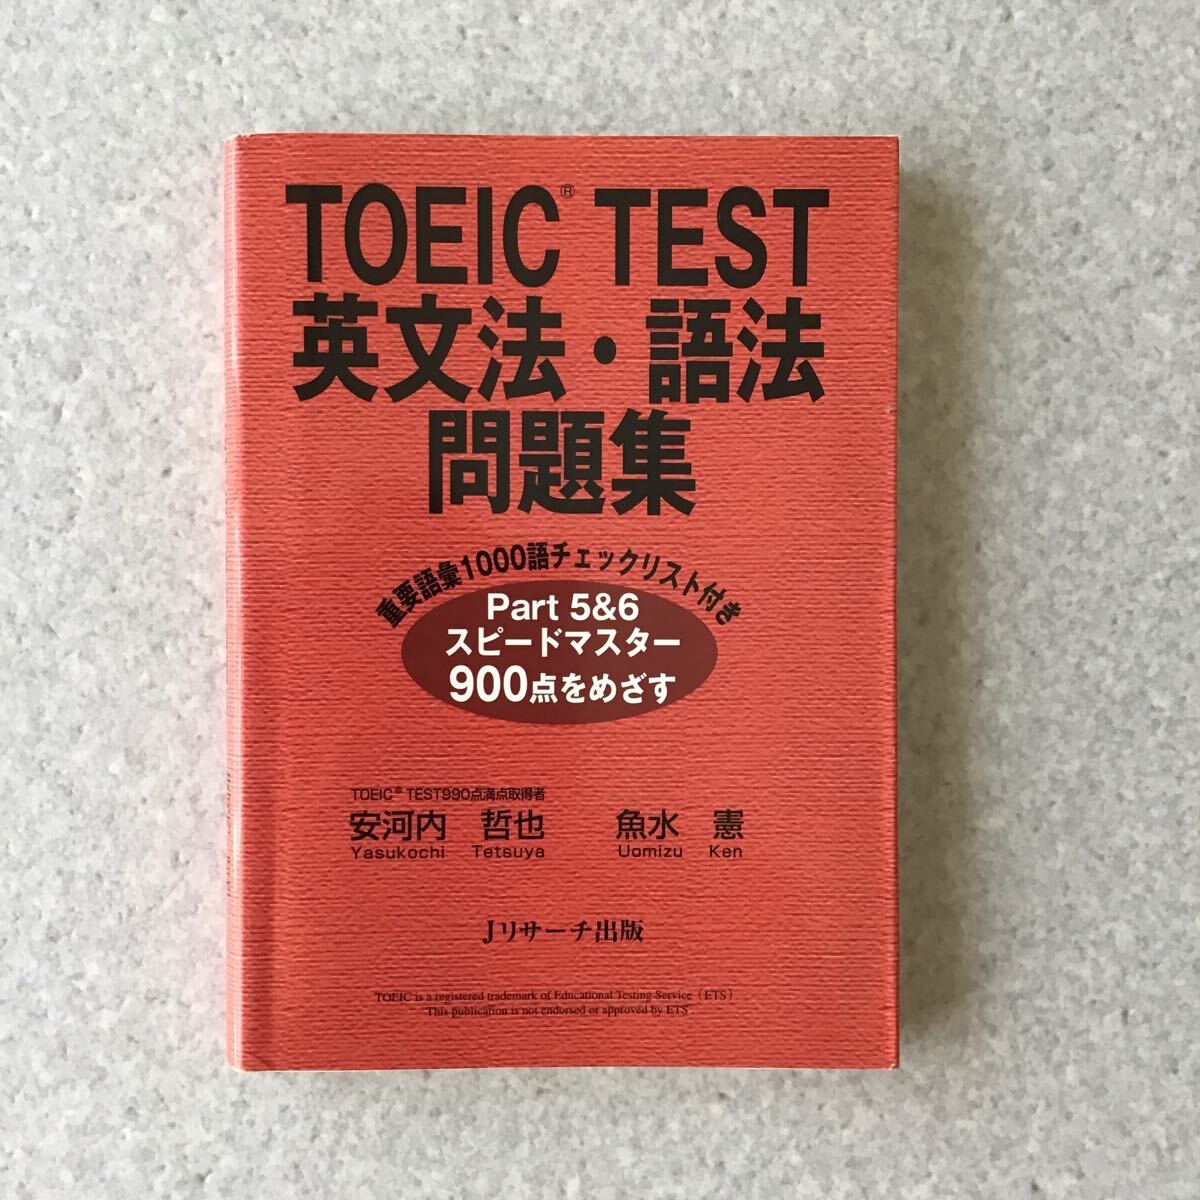 TOEIC® TEST
英文法・語法
問題集
重要語彙1000語チェックリスト付き
Part 5&6
スピードマスター
900点をめざす
TOEIC® TEST990点満点取得者
安河内 哲也 魚水 憲
Yasukochi Tetsuya Uomizu Ken
Jリサーチ出版
TOEIC is a registered trademark of Educational Testing Service (ETS)
This publication is not endorsed or approved by ETS